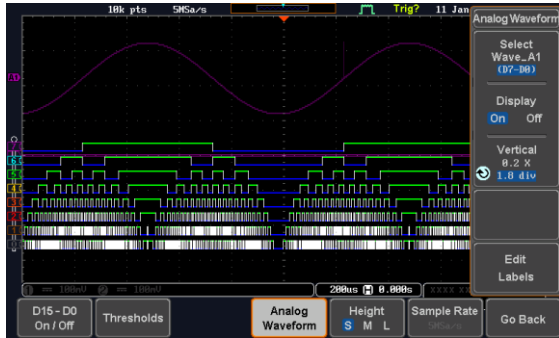 10k pts 5MSa/s Trig? 11 Jan
Analog Waveform
Select
Wave_A1
(D7-D0)
Display
On Off
Vertical
0.2 X
1.8 div
Edit
Labels
A1
200us H 0.000s
D15 - D0
On / Off
Thresholds
Analog
Waveform
Height
S M L
Sample Rate
5MSa/s
Go Back